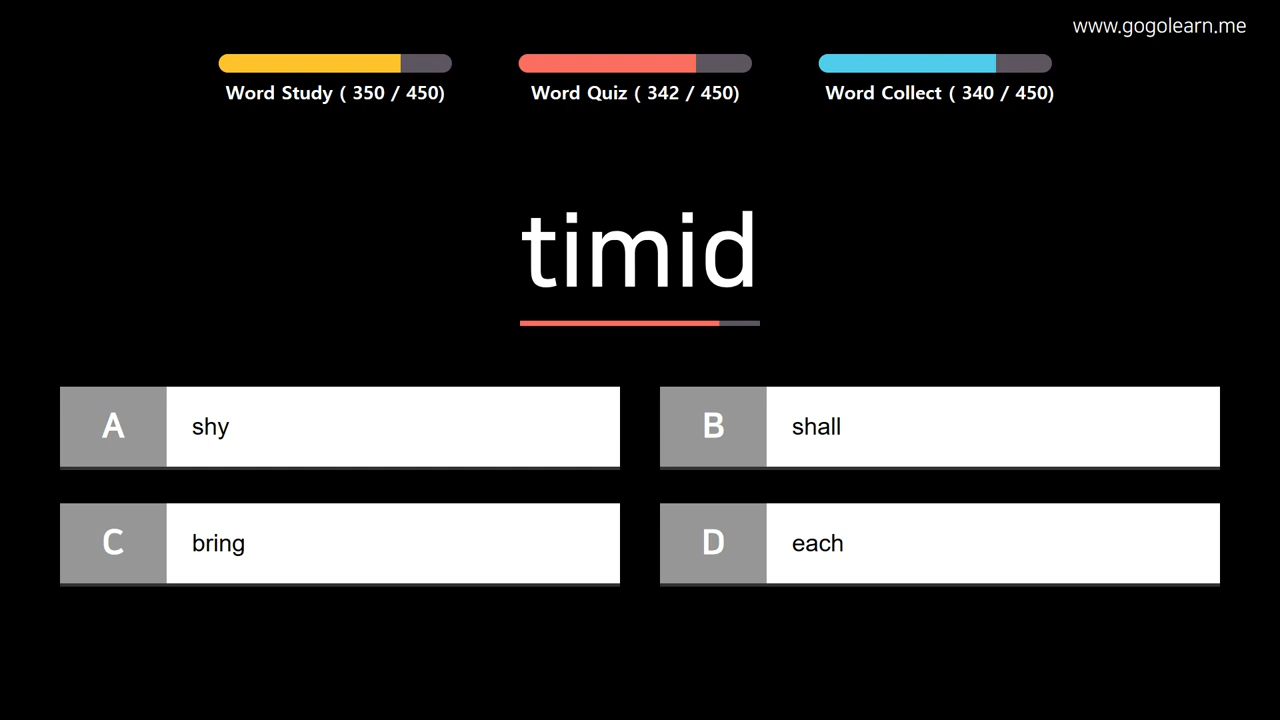 www.gogolearn.me
Word Study ( 350 / 450)
Word Quiz ( 342 / 450)
Word Collect ( 340 / 450)
timid
A shy
B shall
C bring
D each